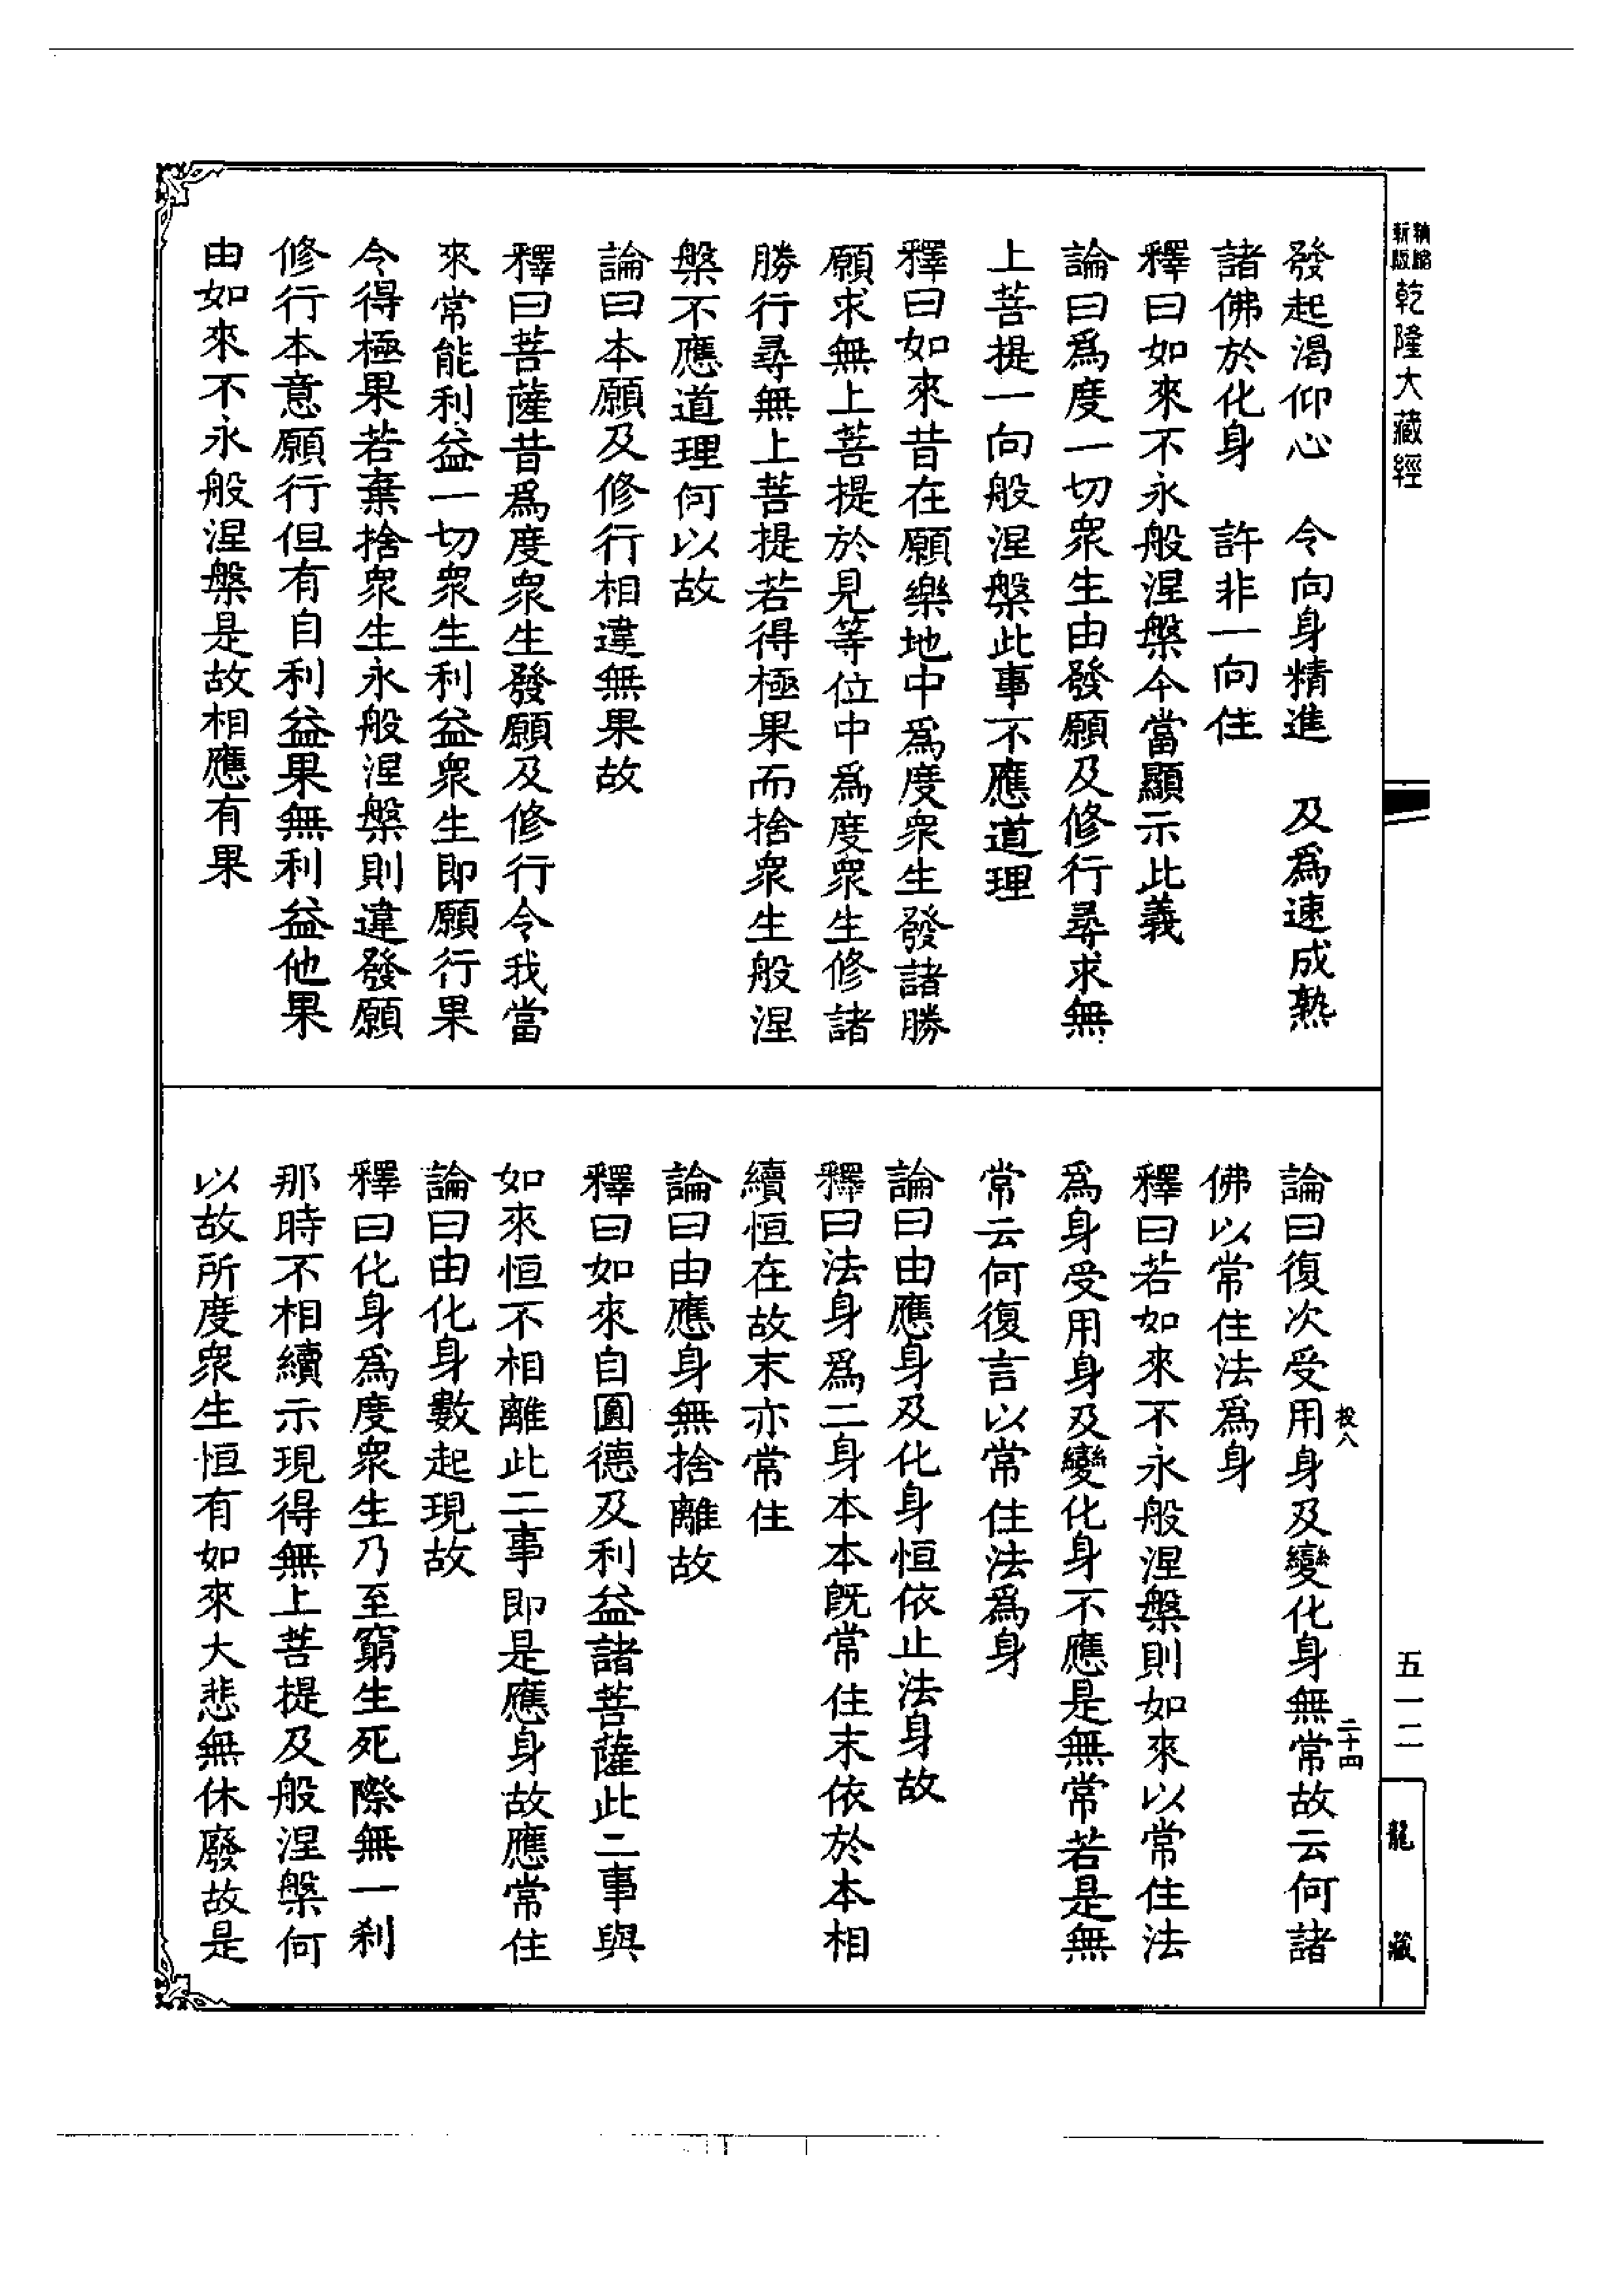 新版精縮乾隆大藏經
發起渴仰心　令向身精進　及爲速成熟
諸佛於化身　許非一向住
釋曰如來不永般涅槃今當顯示此義
論曰爲度一切衆生由發願及修行尋求無
上菩提一向般涅槃此事不應道理
釋曰如來昔在願樂地中爲度衆生發諸勝
願求無上菩提於見等位中爲度衆生修諸
勝行尋無上菩提若得極果而捨衆生般涅
槃不應道理何以故
論曰本願及修行相違無果故
釋曰菩薩昔爲度衆生發願及修行令我當
來常能利益一切衆生利益衆生即願行果
今得極果若棄捨衆生永般涅槃則違發願
修行本意願行但有自利益果無利益他果
由如來不永般涅槃是故相應有果
論曰復次受用身及變化身無常故云何諸
佛以常住法爲身
釋曰若如來不永般涅槃則如來以常住法
爲身受用身及變化身不應是無常若是無
常云何復言以常住法爲身
論曰由應身及化身恒依止法身故
釋曰法身爲二身本本既常住末依於本相
續恒在故末亦常住
論曰由應身無捨離故
釋曰如來自圓德及利益諸菩薩此二事與
如來恒不相離此二事即是應身故應常住
論曰由化身數起現故
釋曰化身爲度衆生乃至窮生死際無一刹
那時不相續示現得無上菩提及般涅槃何
以故所度衆生恒有如來大悲無休廢故是
投八
二十四
五一二
龍藏